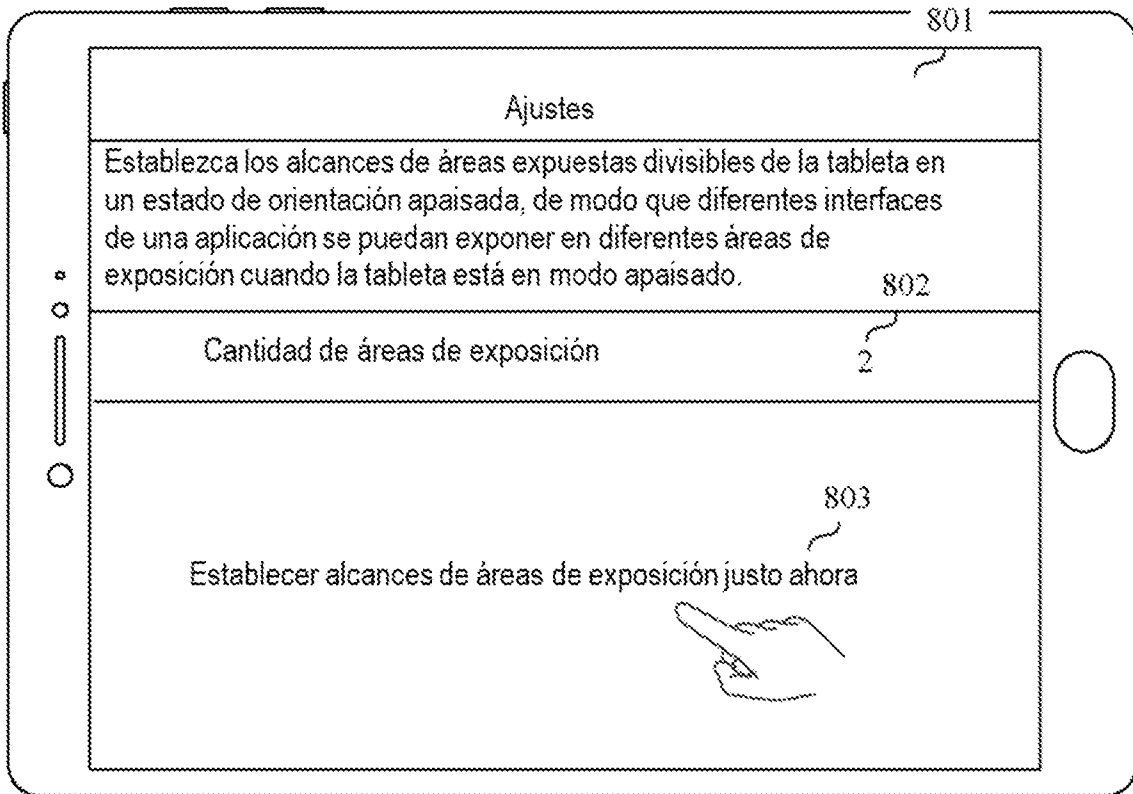 801
Ajustes
Establezca los alcances de áreas expuestas divisibles de la tableta en
un estado de orientación apaisada, de modo que diferentes interfaces
de una aplicación se puedan exponer en diferentes áreas de
exposición cuando la tableta está en modo apaisado.
802
Cantidad de áreas de exposición 2
803
Establecer alcances de áreas de exposición justo ahora